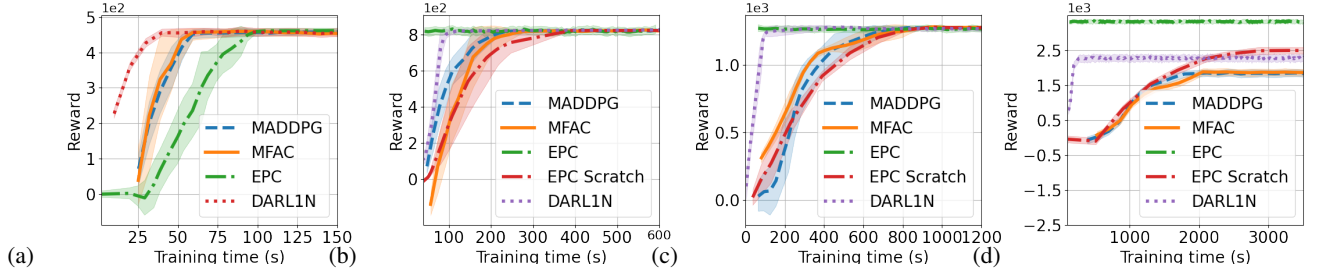 1e2
5
4
3
2
1
0
Reward
25
50
75
100
125
150
Training time (s)
MADDPG
MFAC
EPC
DARL1N
(a)
1e2
8
6
4
2
0
Reward
100
200
300
400
500
600
Training time (s)
MADDPG
MFAC
EPC
EPC Scratch
DARL1N
(b)
1e3
1.0
0.5
0.0
Reward
0
200
400
600
800
1000
1200
Training time (s)
MADDPG
MFAC
EPC
EPC Scratch
DARL1N
(c)
1e3
2.5
1.5
0.5
−0.5
−1.5
−2.5
Reward
1000
2000
3000
Training time (s)
MADDPG
MFAC
EPC
EPC Scratch
DARL1N
(d)